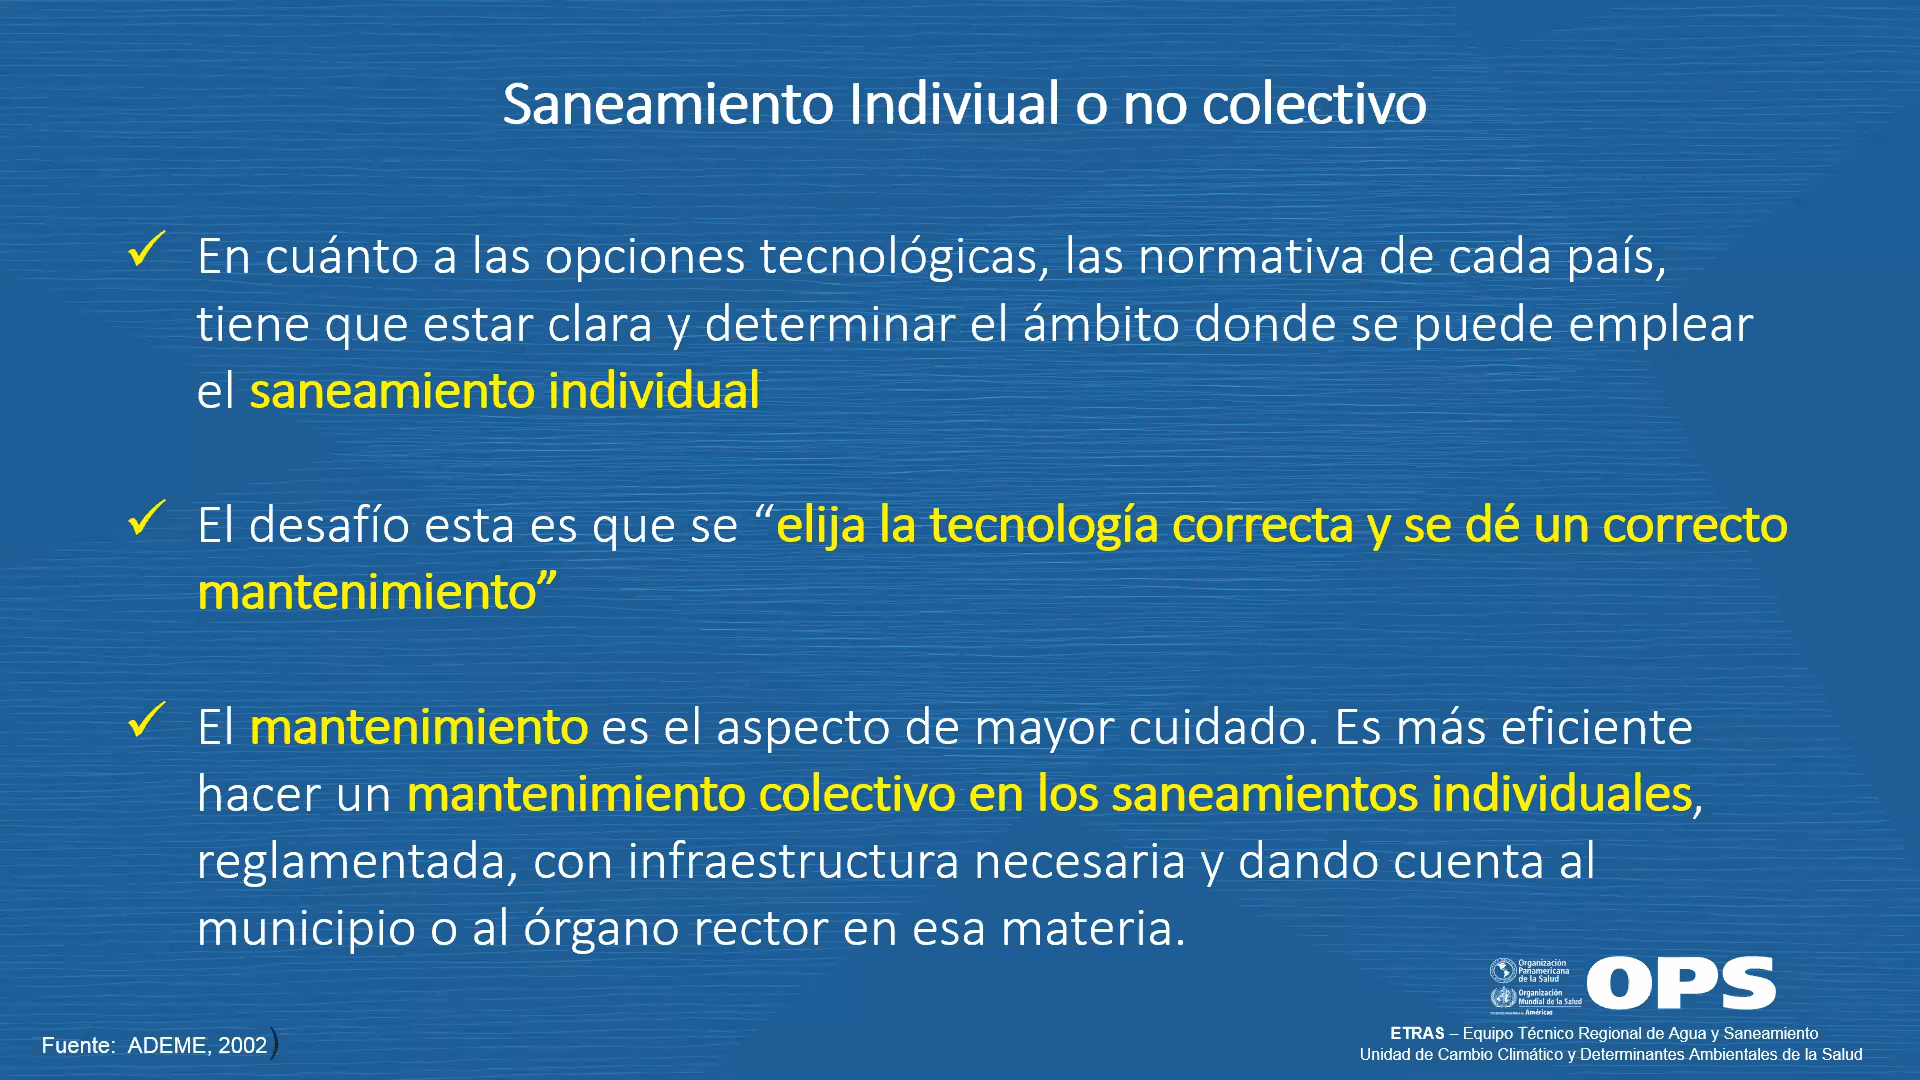 Saneamiento Indiviual o no colectivo
✓ En cuánto a las opciones tecnológicas, las normativa de cada país,
tiene que estar clara y determinar el ámbito donde se puede emplear
el saneamiento individual
✓ El desafío esta es que se “elija la tecnología correcta y se dé un correcto
mantenimiento”
✓ El mantenimiento es el aspecto de mayor cuidado. Es más eficiente
hacer un mantenimiento colectivo en los saneamientos individuales,
reglamentada, con infraestructura necesaria y dando cuenta al
municipio o al órgano rector en esa materia.
Organización
Panamericana
de la Salud
Organización
Mundial de la Salud
Américas
OPS
Fuente: ADEME, 2002)
ETRAS – Equipo Técnico Regional de Agua y Saneamiento
Unidad de Cambio Climático y Determinantes Ambientales de la Salud